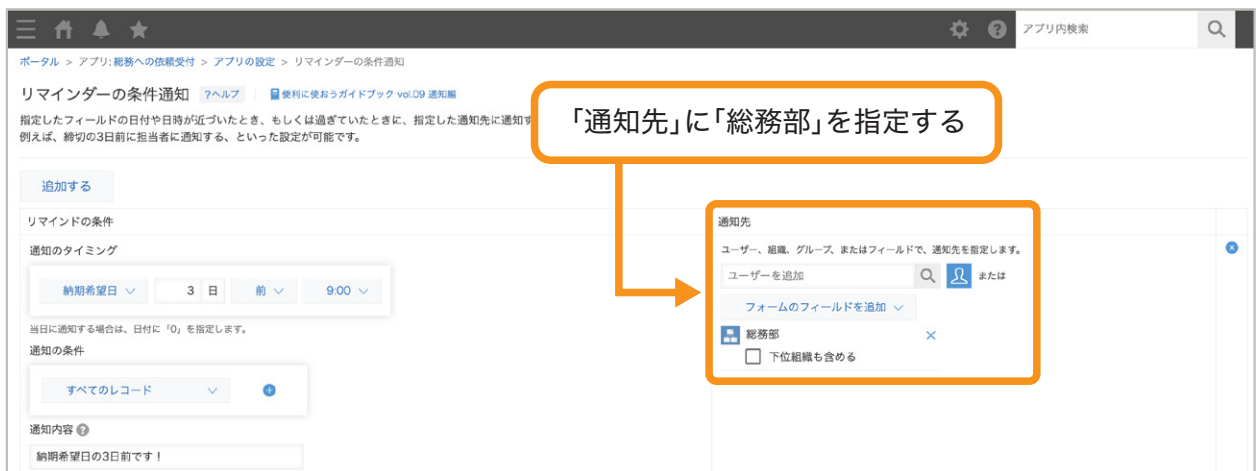 アプリ内検索
ポータル > アプリ: 総務への依頼受付 > アプリの設定 > リマインダーの条件通知
リマインダーの条件通知 ?ヘルプ 便利に使おうガイドブック vol.09 通知編
指定したフィールドの日付や日時が近づいたとき、もしくは過ぎていたときに、指定した通知先に通知す
例えば、締切の3日前に担当者に通知する、といった設定が可能です。
「通知先」に「総務部」を指定する
追加する
リマインドの条件
通知のタイミング
納期希望日 3 日 前 9:00
当日に通知する場合は、日付に「0」を指定します。
通知の条件
すべてのレコード
通知内容
納期希望日の3日前です！
通知先
ユーザー、組織、グループ、またはフィールドで、通知先を指定します。
ユーザーを追加 または
フォームのフィールドを追加
総務部
下位組織も含める